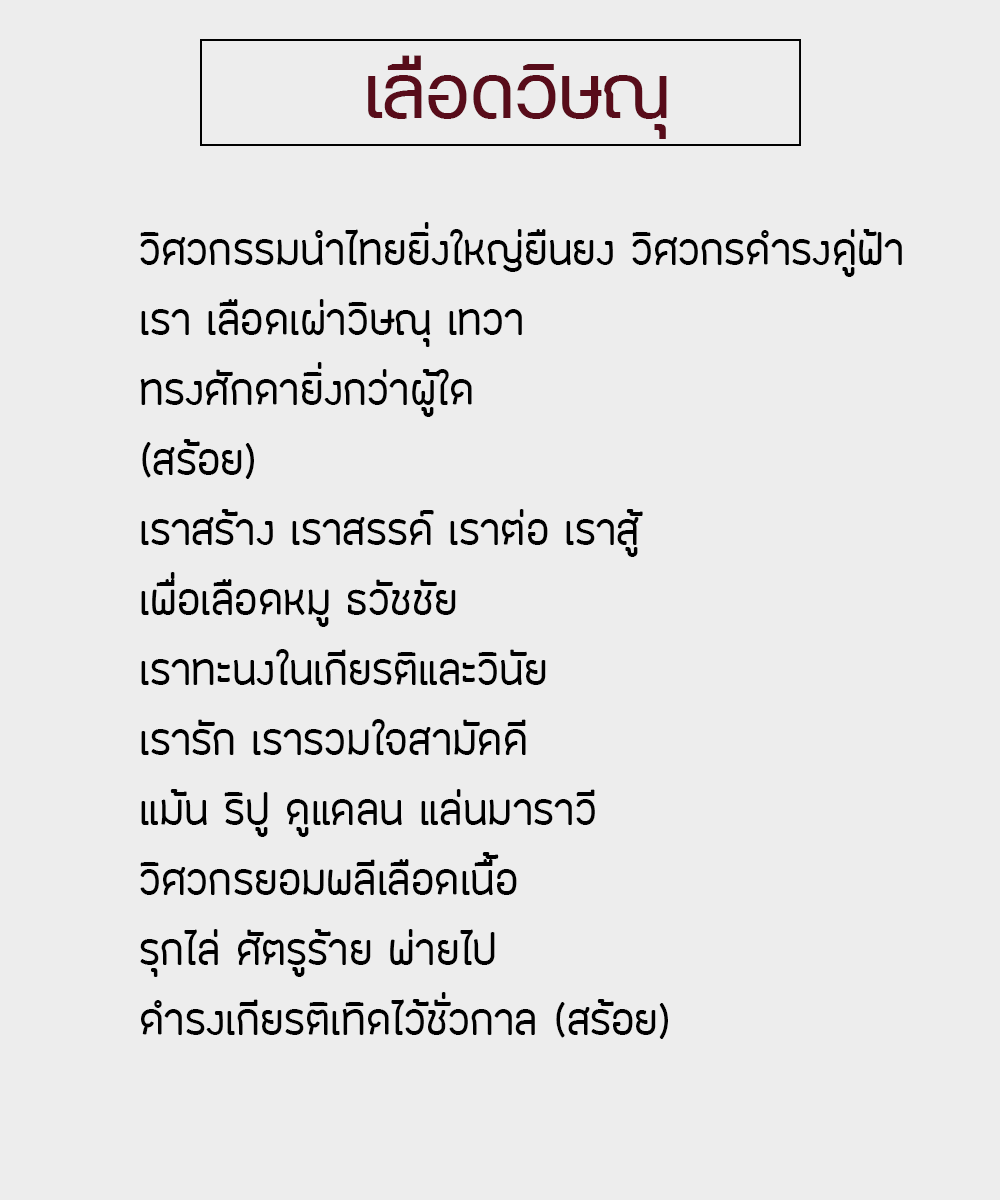 เลือดวิษณุ
วิศวกรรมนำไทยยิ่งใหญ่ยืนยง วิศวกรดำรงคู่ฟ้า
เรา เลือดเผ่าวิษณุ เทวา
ทรงศักดายิ่งกว่าผู้ใด
(สร้อย)
เราสร้าง เราสรรค์ เราต่อ เราสู้
เพื่อเลือดหมู ธวัชชัย
เราทะนงในเกียรติและวินัย
เรารัก เรารวมใจสามัคคี
แม้น ริปู ดูแคลน แล่นมาราวี
วิศวกรยอมพลีเลือดเนื้อ
รุกไล่ ศัตรูร้าย พ่ายไป
ดำรงเกียรติเทิดไว้ชั่วกาล (สร้อย)